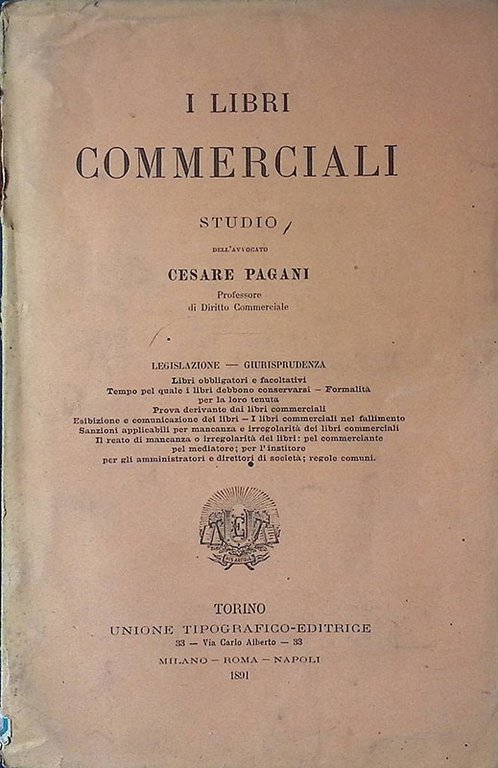 I LIBRI
COMMERCIALI
STUDIO
DELL'AVVOCATO
CESARE PAGANI
Professore
di Diritto Commerciale
LEGISLAZIONE — GIURISPRUDENZA
Libri obbligatori e facoltativi
Tempo pel quale i libri debbono conservarsi — Formalità
per la loro tenuta
Prova derivante dai libri commerciali
Esibizione e comunicazione dei libri — I libri commerciali nel fallimento
Sanzioni applicabili per mancanza e irregolarità dei libri commerciali
Il reato di mancanza o irregolarità dei libri: pel commerciante
pel mediatore; per l'institore
per gli amministratori e direttori di società; regole comuni.
TORINO
UNIONE TIPOGRAFICO-EDITRICE
33 — Via Carlo Alberto — 33
MILANO — ROMA — NAPOLI
1891